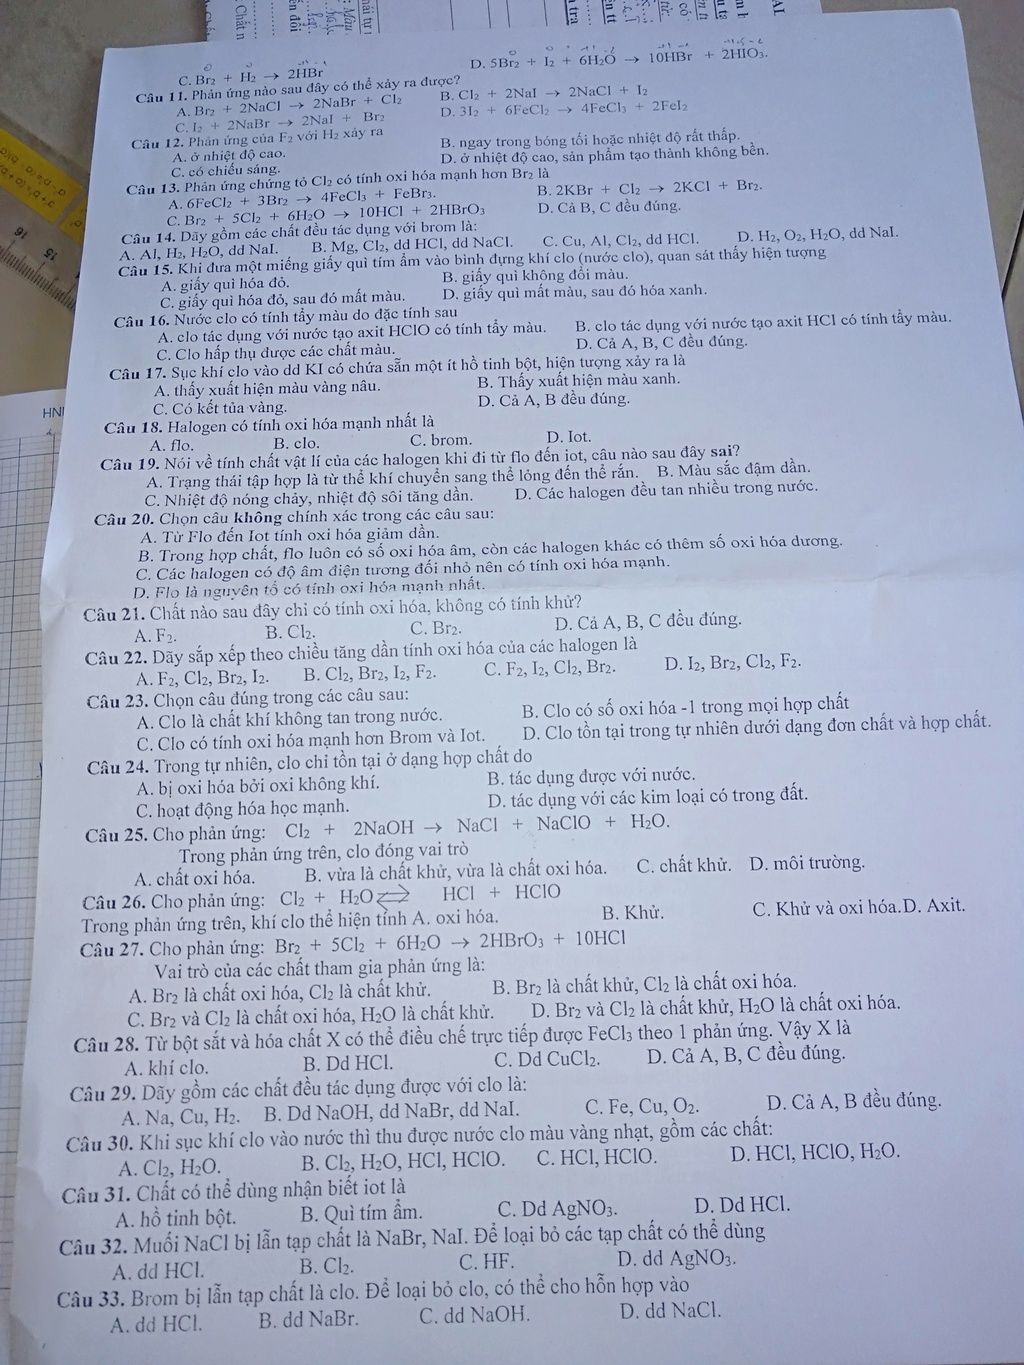 C. Br₂ + H₂ → 2HBr D. 5Br₂ + I₂ + 6H₂O → 10HBr + 2HIO₃.
Câu 11. Phản ứng nào sau đây có thể xảy ra được?
A. Br₂ + 2NaCl → 2NaBr + Cl₂ B. Cl₂ + 2NaI → 2NaCl + I₂
C. I₂ + 2NaBr → 2NaI + Br₂ D. 3I₂ + 6FeCl₂ → 4FeCl₃ + 2FeI₂
Câu 12. Phản ứng của F₂ với H₂ xảy ra
A. ở nhiệt độ cao. B. ngay trong bóng tối hoặc nhiệt độ rất thấp.
C. có chiếu sáng. D. ở nhiệt độ cao, sản phẩm tạo thành không bền.
Câu 13. Phản ứng chứng tỏ Cl₂ có tính oxi hóa mạnh hơn Br₂ là
A. 6FeCl₂ + 3Br₂ → 4FeCl₃ + FeBr₃. B. 2KBr + Cl₂ → 2KCl + Br₂.
C. Br₂ + 5Cl₂ + 6H₂O → 10HCl + 2HBrO₃ D. Cả B, C đều đúng.
Câu 14. Dãy gồm các chất đều tác dụng với brom là:
A. Al, H₂, H₂O, dd NaI. B. Mg, Cl₂, dd HCl, dd NaCl. C. Cu, Al, Cl₂, dd HCl. D. H₂, O₂, H₂O, dd NaI.
Câu 15. Khi đưa một miếng giấy quì tím ẩm vào bình đựng khí clo (nước clo), quan sát thấy hiện tượng
A. giấy quì hóa đỏ. B. giấy quì không đổi màu.
C. giấy quì hóa đỏ, sau đó mất màu. D. giấy quì mất màu, sau đó hóa xanh.
Câu 16. Nước clo có tính tẩy màu do đặc tính sau
A. clo tác dụng với nước tạo axit HClO có tính tẩy màu. B. clo tác dụng với nước tạo axit HCl có tính tẩy màu.
C. Clo hấp thụ được các chất màu. D. Cả A, B, C đều đúng.
Câu 17. Sục khí clo vào dd KI có chứa sẵn một ít hồ tinh bột, hiện tượng xảy ra là
A. thấy xuất hiện màu vàng nâu. B. Thấy xuất hiện màu xanh.
C. Có kết tủa vàng. D. Cả A, B đều đúng.
Câu 18. Halogen có tính oxi hóa mạnh nhất là
A. flo. B. clo. C. brom. D. Iot.
Câu 19. Nói về tính chất vật lí của các halogen khi đi từ flo đến iot, câu nào sau đây sai?
A. Trạng thái tập hợp là từ thể khí chuyển sang thể lỏng đến thể rắn. B. Màu sắc đậm dần.
C. Nhiệt độ nóng chảy, nhiệt độ sôi tăng dần. D. Các halogen đều tan nhiều trong nước.
Câu 20. Chọn câu không chính xác trong các câu sau:
A. Từ Flo đến Iot tính oxi hóa giảm dần.
B. Trong hợp chất, flo luôn có số oxi hóa âm, còn các halogen khác có thêm số oxi hóa dương.
C. Các halogen có độ âm điện tương đối nhỏ nên có tính oxi hóa mạnh.
D. Flo là nguyên tố có tính oxi hóa mạnh nhất.
Câu 21. Chất nào sau đây chỉ có tính oxi hóa, không có tính khử?
A. F₂. B. Cl₂. C. Br₂. D. Cả A, B, C đều đúng.
Câu 22. Dãy sắp xếp theo chiều tăng dần tính oxi hóa của các halogen là
A. F₂, Cl₂, Br₂, I₂. B. Cl₂, Br₂, I₂, F₂. C. F₂, I₂, Cl₂, Br₂. D. I₂, Br₂, Cl₂, F₂.
Câu 23. Chọn câu đúng trong các câu sau:
A. Clo là chất khí không tan trong nước. B. Clo có số oxi hóa -1 trong mọi hợp chất
C. Clo có tính oxi hóa mạnh hơn Brom và Iot. D. Clo tồn tại trong tự nhiên dưới dạng đơn chất và hợp chất.
Câu 24. Trong tự nhiên, clo chỉ tồn tại ở dạng hợp chất do
A. bị oxi hóa bởi oxi không khí. B. tác dụng được với nước.
C. hoạt động hóa học mạnh. D. tác dụng với các kim loại có trong đất.
Câu 25. Cho phản ứng: Cl₂ + 2NaOH → NaCl + NaClO + H₂O.
Trong phản ứng trên, clo đóng vai trò
A. chất oxi hóa. B. vừa là chất khử, vừa là chất oxi hóa. C. chất khử. D. môi trường.
Câu 26. Cho phản ứng: Cl₂ + H₂O ⇌ HCl + HClO
Trong phản ứng trên, khí clo thể hiện tính A. oxi hóa. B. Khử. C. Khử và oxi hóa. D. Axit.
Câu 27. Cho phản ứng: Br₂ + 5Cl₂ + 6H₂O → 2HBrO₃ + 10HCl
Vai trò của các chất tham gia phản ứng là:
A. Br₂ là chất oxi hóa, Cl₂ là chất khử. B. Br₂ là chất khử, Cl₂ là chất oxi hóa.
C. Br₂ và Cl₂ là chất oxi hóa, H₂O là chất khử. D. Br₂ và Cl₂ là chất khử, H₂O là chất oxi hóa.
Câu 28. Từ bột sắt và hóa chất X có thể điều chế trực tiếp được FeCl₃ theo 1 phản ứng. Vậy X là
A. khí clo. B. Dd HCl. C. Dd CuCl₂. D. Cả A, B, C đều đúng.
Câu 29. Dãy gồm các chất đều tác dụng được với clo là:
A. Na, Cu, H₂. B. Dd NaOH, dd NaBr, dd NaI. C. Fe, Cu, O₂. D. Cả A, B đều đúng.
Câu 30. Khi sục khí clo vào nước thì thu được nước clo màu vàng nhạt, gồm các chất:
A. Cl₂, H₂O. B. Cl₂, H₂O, HCl, HClO. C. HCl, HClO. D. HCl, HClO, H₂O.
Câu 31. Chất có thể dùng nhận biết iot là
A. hồ tinh bột. B. Quì tím ẩm. C. Dd AgNO₃. D. Dd HCl.
Câu 32. Muối NaCl bị lẫn tạp chất là NaBr, NaI. Để loại bỏ các tạp chất có thể dùng
A. dd HCl. B. Cl₂. C. HF. D. dd AgNO₃.
Câu 33. Brom bị lẫn tạp chất là clo. Để loại bỏ clo, có thể cho hỗn hợp vào
A. dd HCl. B. dd NaBr. C. dd NaOH. D. dd NaCl.